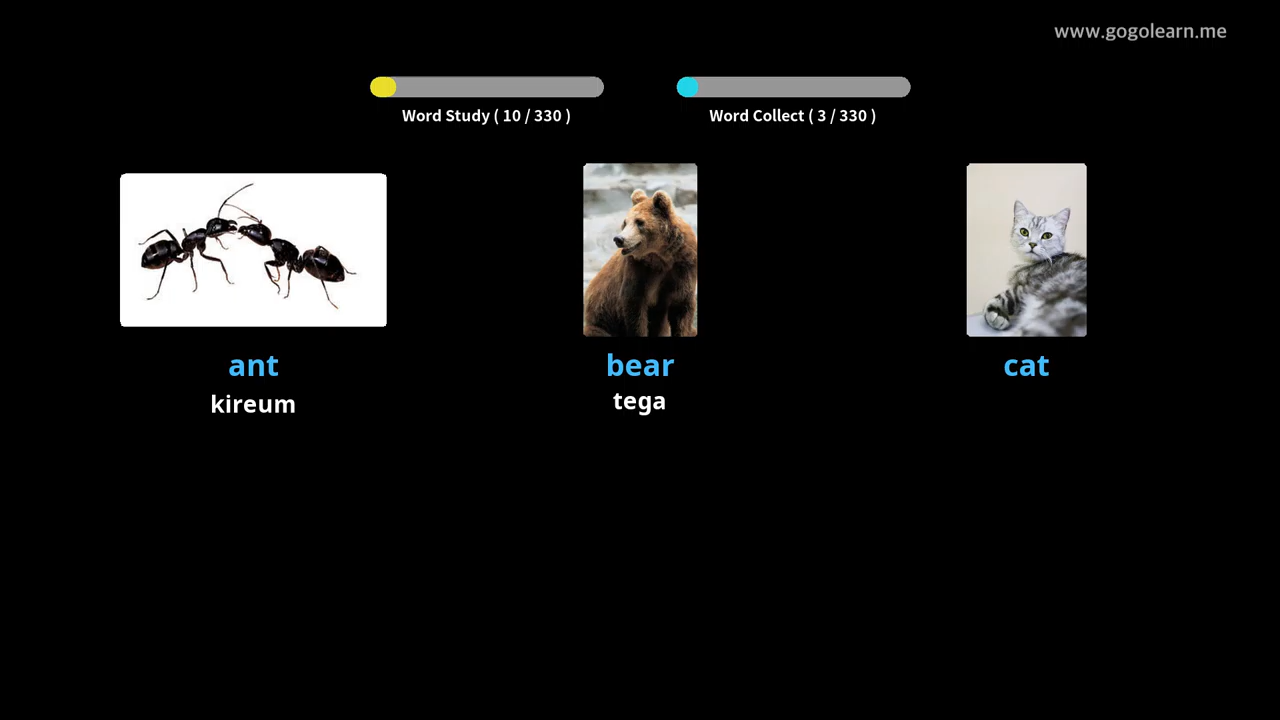 www.gogolearn.me
Word Study ( 10 / 330 )
Word Collect ( 3 / 330 )
ant
bear
cat
kireum
tega